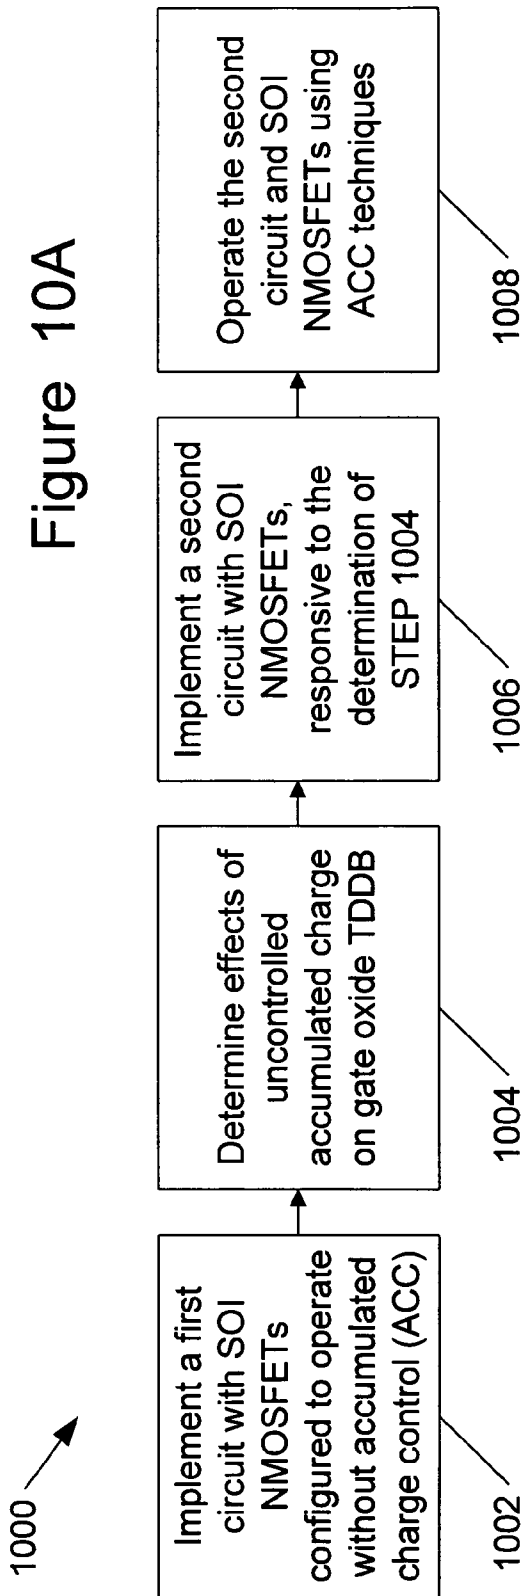 Figure 10A
1000
Implement a first
circuit with SOI
NMOSFETs
configured to operate
without accumulated
charge control (ACC)
1002
Determine effects of
uncontrolled
accumulated charge
on gate oxide TDDB
1004
Implement a second
circuit with SOI
NMOSFETs,
responsive to the
determination of
STEP 1004
1006
Operate the second
circuit and SOI
NMOSFETs using
ACC techniques
1008